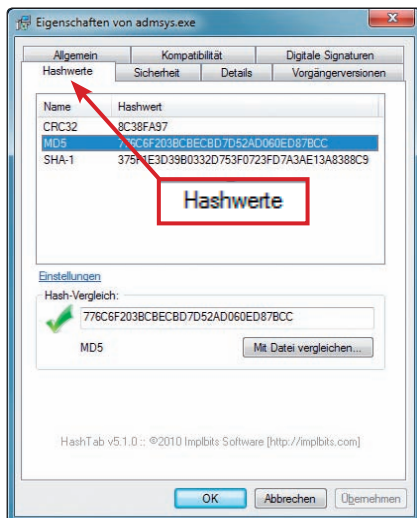 Eigenschaften von admsys.exe
Allgemein Kompatibilität Digitale Signaturen
Hashwerte Sicherheit Details Vorgängerversionen
Name Hashwert
CRC32 8C38FA97
MD5 776C6F203BCBECBD7D52AD060ED87BCC
SHA-1
Hashwerte
Einstellungen
Hash-Vergleich:
776C6F203BCBECBD7D52AD060ED87BCC
MD5 Mit Datei vergleichen...
HashTab v5.1.0 :: ©2010 Implbits Software [http://implbits.com]
OK Abbrechen Übernehmen